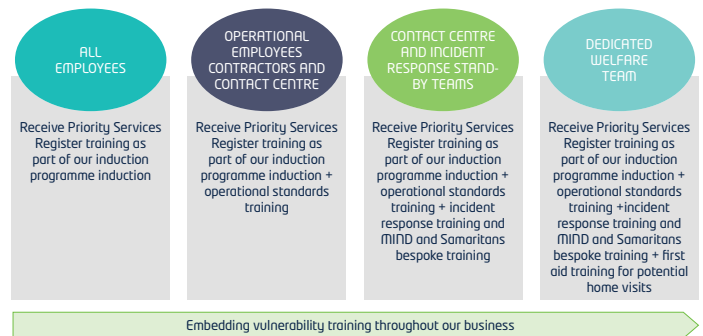 ALL
EMPLOYEES
Receive Priority Services
Register training as
part of our induction
programme induction
OPERATIONAL
EMPLOYEES
CONTRACTORS AND
CONTACT CENTRE
Receive Priority Services
Register training as
part of our induction
programme induction +
operational standards
training
CONTACT CENTRE
AND INCIDENT
RESPONSE STAND-
BY TEAMS
Receive Priority Services
Register training as
part of our induction
programme induction +
operational standards
training + incident
response training and
MIND and Samaritans
bespoke training
DEDICATED
WELFARE
TEAM
Receive Priority Services
Register training as
part of our induction
programme induction +
operational standards
training +incident
response training and
MIND and Samaritans
bespoke training + first
aid training for potential
home visits
Embedding vulnerability training throughout our business